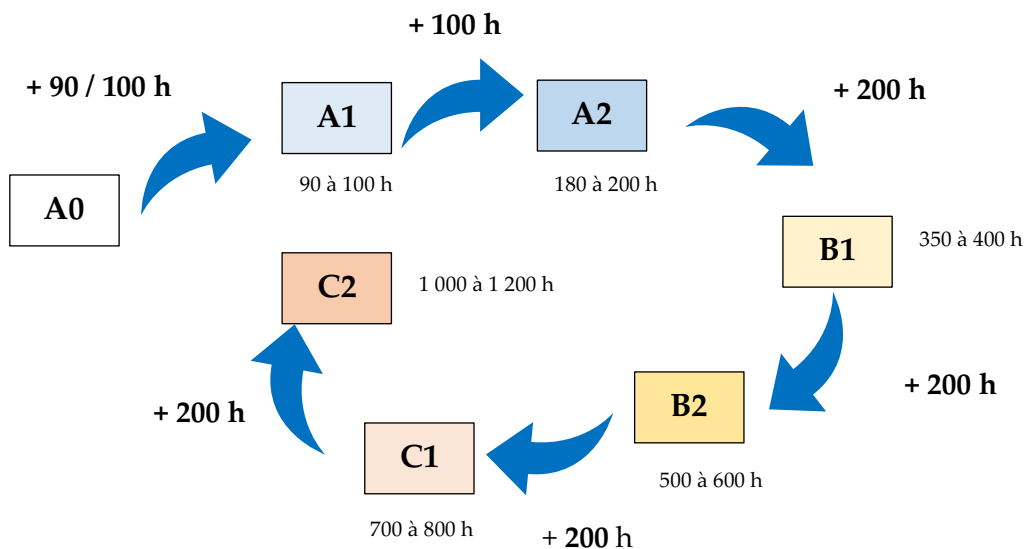 A0
+ 90 / 100 h
A1
90 à 100 h
+ 100 h
A2
180 à 200 h
+ 200 h
B1
350 à 400 h
+ 200 h
B2
500 à 600 h
+ 200 h
C1
700 à 800 h
+ 200 h
C2
1 000 à 1 200 h